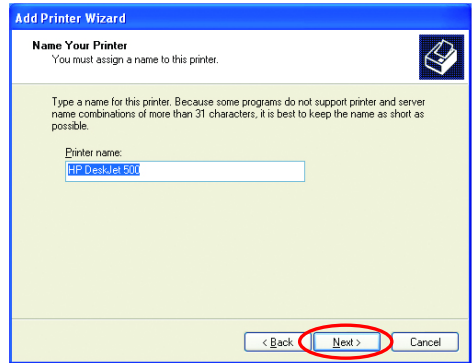 Add Printer Wizard
Name Your Printer
You must assign a name to this printer.
Type a name for this printer. Because some programs do not support printer and server
name combinations of more than 31 characters, it is best to keep the name as short as
possible.
Printer name:
HP DeskJet 500
< Back
Next >
Cancel